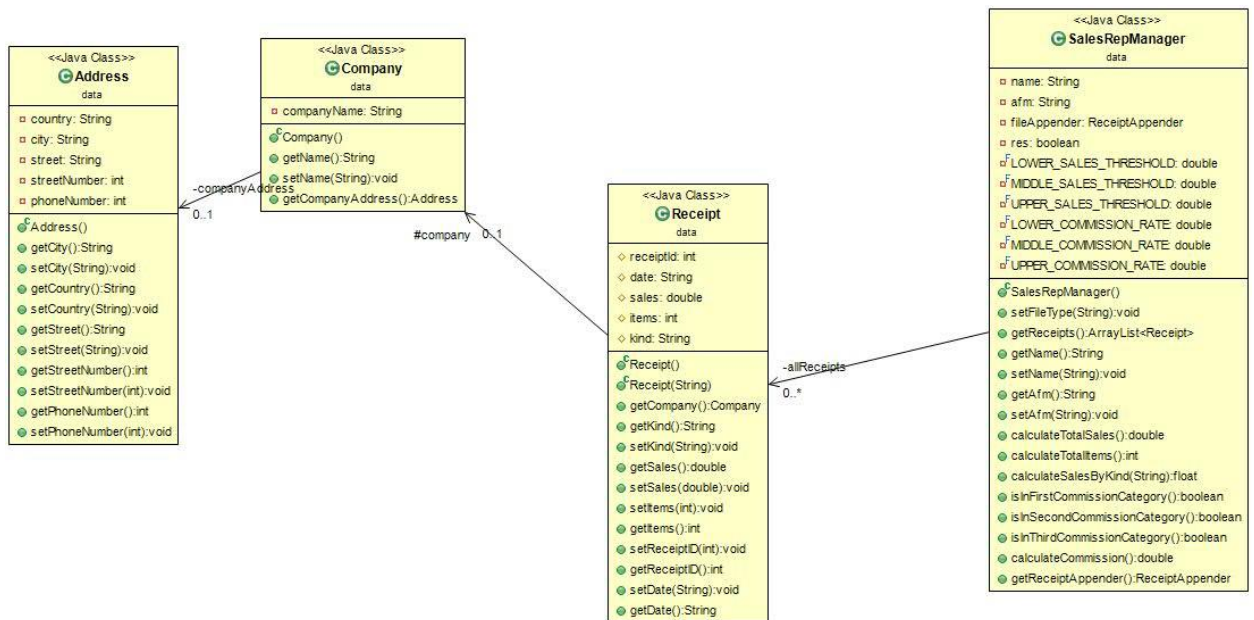 <<Java Class>>
Address
data
country: String
city: String
street: String
streetNumber: int
phoneNumber: int
Address()
getCity():String
setCity(String):void
getCountry():String
setCountry(String):void
getStreet():String
setStreet(String):void
getStreetNumber():int
setStreetNumber(int):void
getPhoneNumber():int
setPhoneNumber(int):void
-companyAddress
0..1
<<Java Class>>
Company
data
companyName: String
Company()
getName():String
setName(String):void
getCompanyAddress():Address
#company
0..1
<<Java Class>>
Receipt
data
receiptId: int
date: String
sales: double
items: int
kind: String
Receipt()
Receipt(String)
getCompany():Company
getKind():String
setKind(String):void
getSales():double
setSales(double):void
setItems(int):void
getItems():int
setReceiptID(int):void
getReceiptID():int
setDate(String):void
getDate():String
-allReceipts
0..*
<<Java Class>>
SalesRepManager
data
name: String
afm: String
fileAppender: ReceiptAppender
res: boolean
LOWER_SALES_THRESHOLD: double
MIDDLE_SALES_THRESHOLD: double
UPPER_SALES_THRESHOLD: double
LOWER_COMMISSION_RATE: double
MIDDLE_COMMISSION_RATE: double
UPPER_COMMISSION_RATE: double
SalesRepManager()
setFileType(String):void
getReceipts():ArrayList<Receipt>
getName():String
setName(String):void
getAfm():String
setAfm(String):void
calculateTotalSales():double
calculateTotalItems():int
calculateSalesByKind(String):float
isInFirstCommissionCategory():boolean
isInSecondCommissionCategory():boolean
isInThirdCommissionCategory():boolean
calculateCommission():double
getReceiptAppender():ReceiptAppender